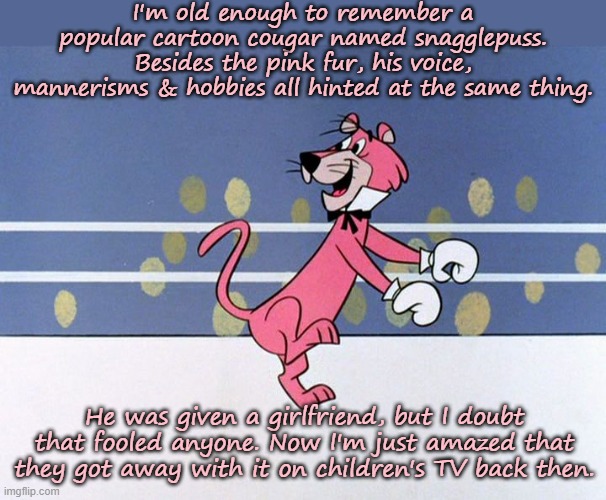 I'm old enough to remember a
popular cartoon cougar named snagglepuss.
Besides the pink fur, his voice,
mannerisms & hobbies all hinted at the same thing.
He was given a girlfriend, but I doubt
that fooled anyone. Now I'm just amazed that
they got away with it on children's TV back then.
imgflip.com